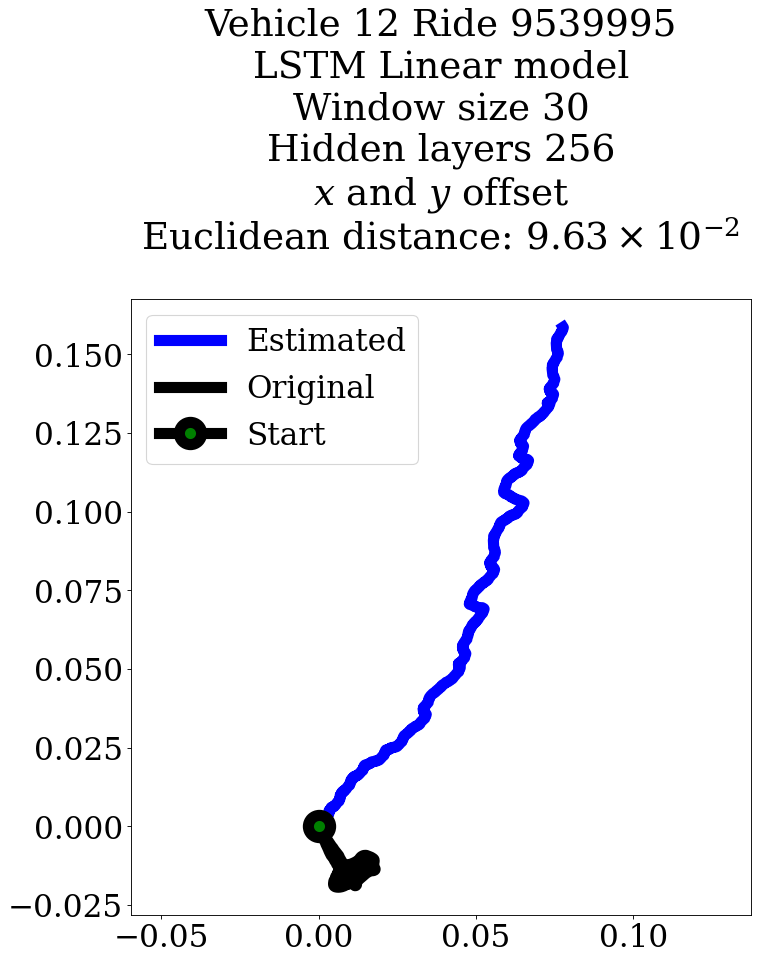 Vehicle 12 Ride 9539995
LSTM Linear model
Window size 30
Hidden layers 256
x and y offset
Euclidean distance: 9.63 × 10⁻²
Estimated
Original
Start
0.150
0.125
0.100
0.075
0.050
0.025
0.000
−0.025
−0.05 0.00 0.05 0.10